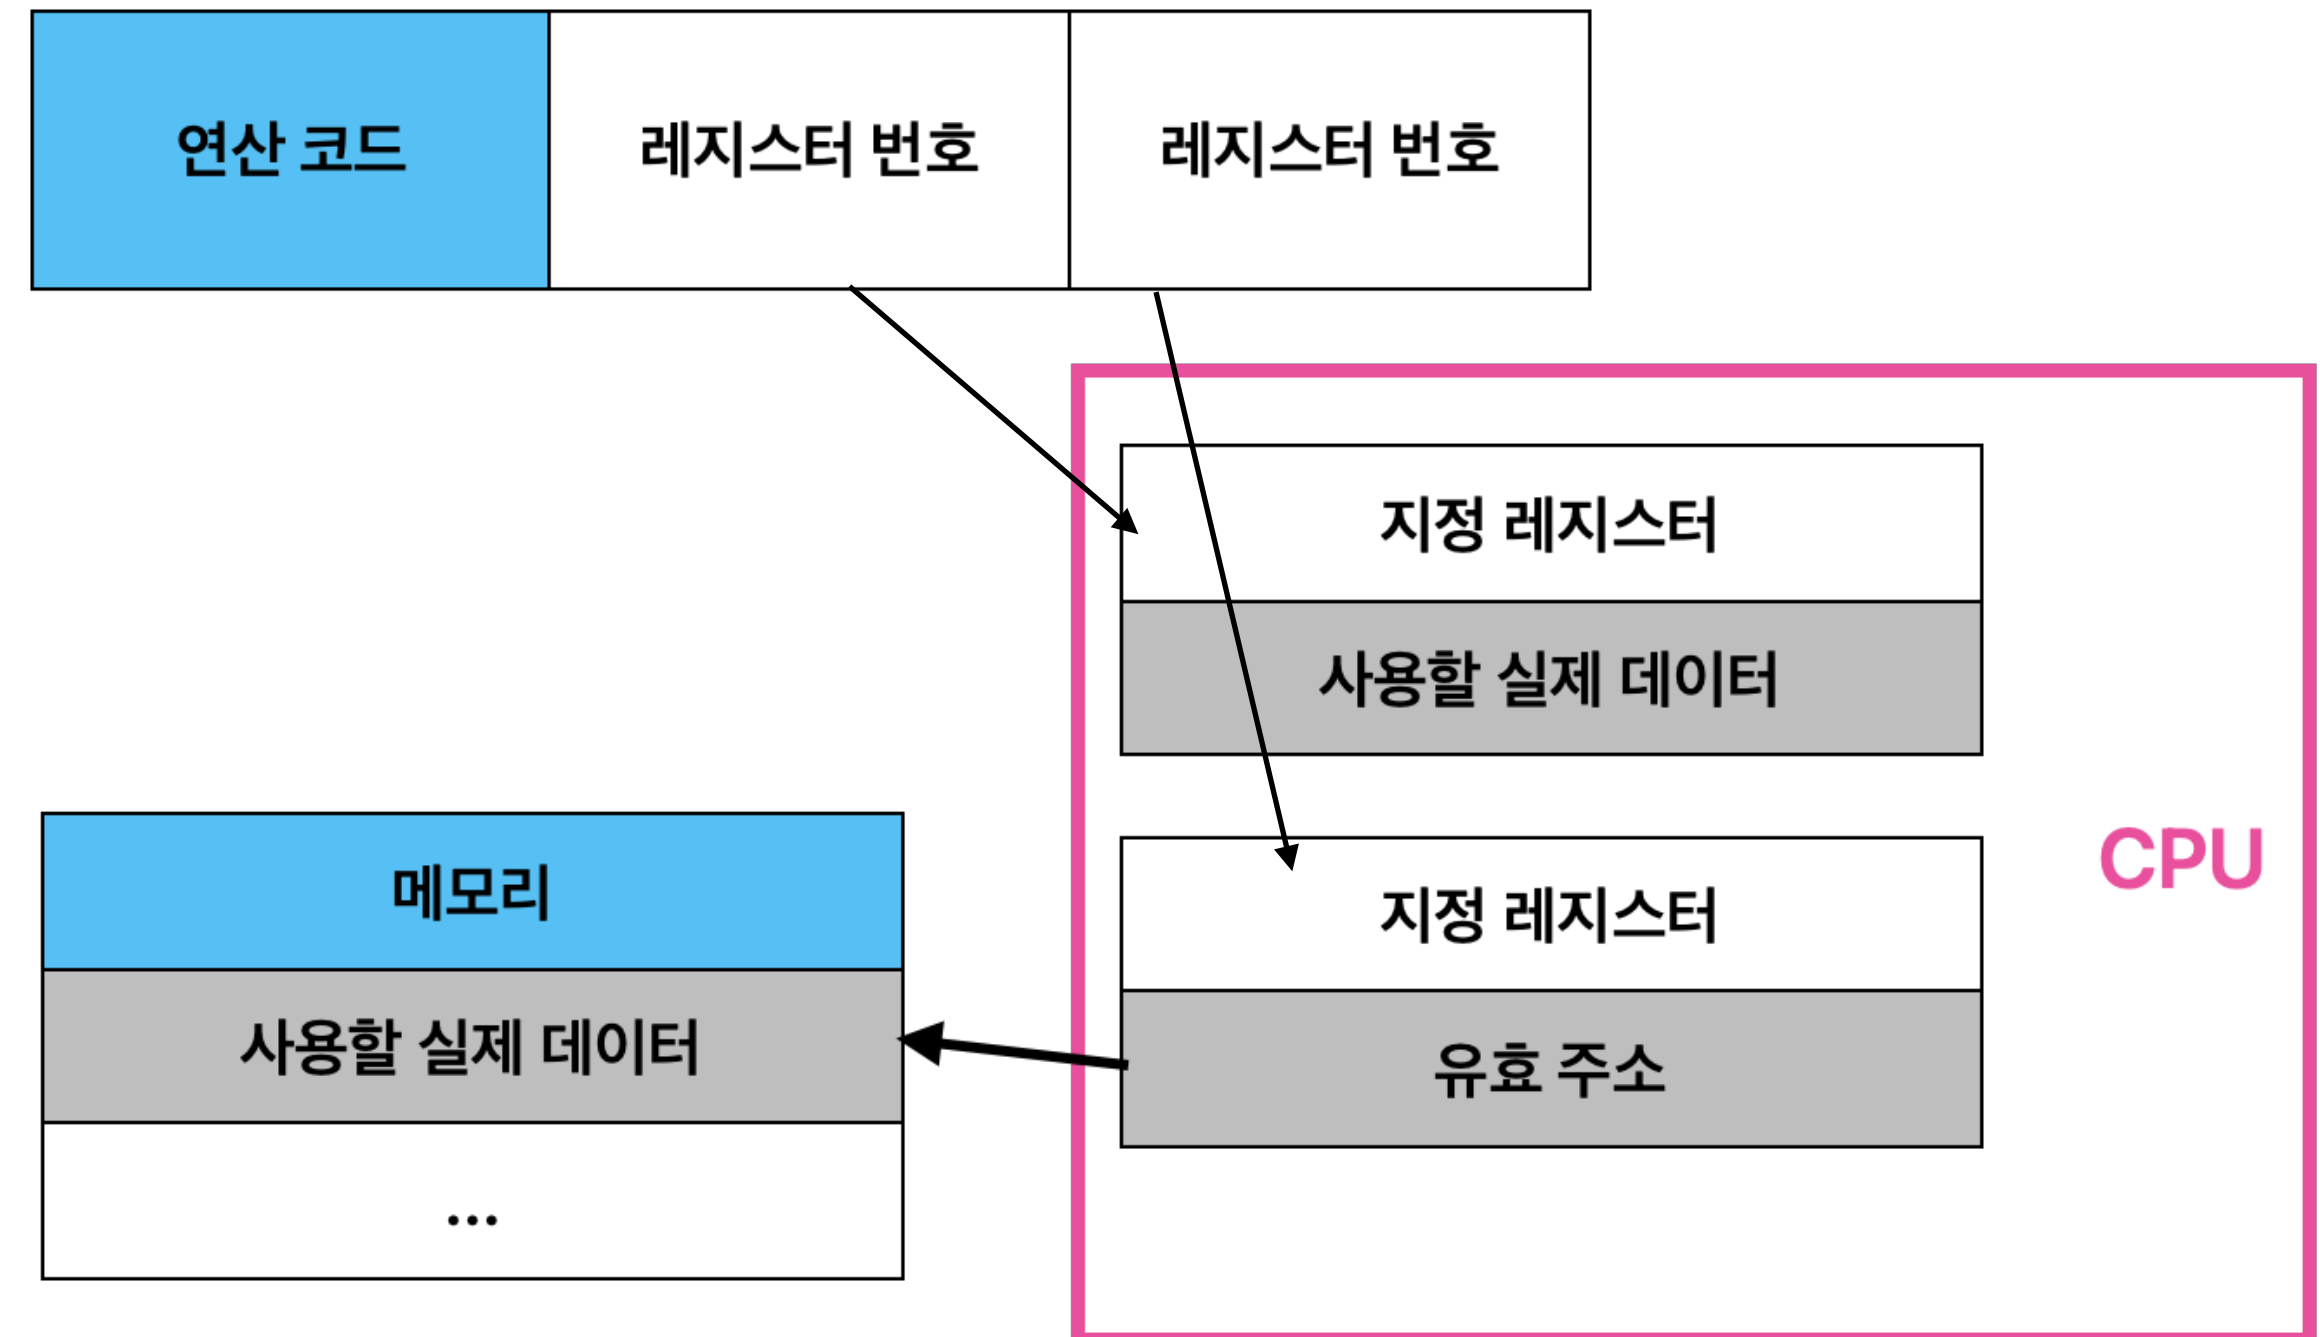 연산 코드
레지스터 번호
레지스터 번호
지정 레지스터
사용할 실제 데이터
CPU
메모리
지정 레지스터
사용할 실제 데이터
유효 주소
...